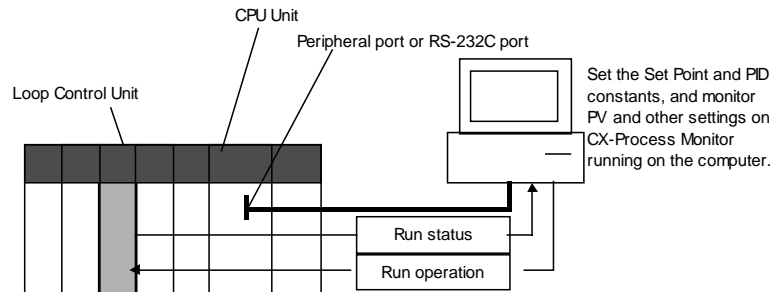 CPU Unit
Peripheral port or RS-232C port
Loop Control Unit
Set the Set Point and PID
constants, and monitor
PV and other settings on
CX-Process Monitor
running on the computer.
Run status
Run operation